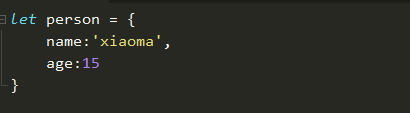 let person = {
    name:'xiaoma',
    age:15
}